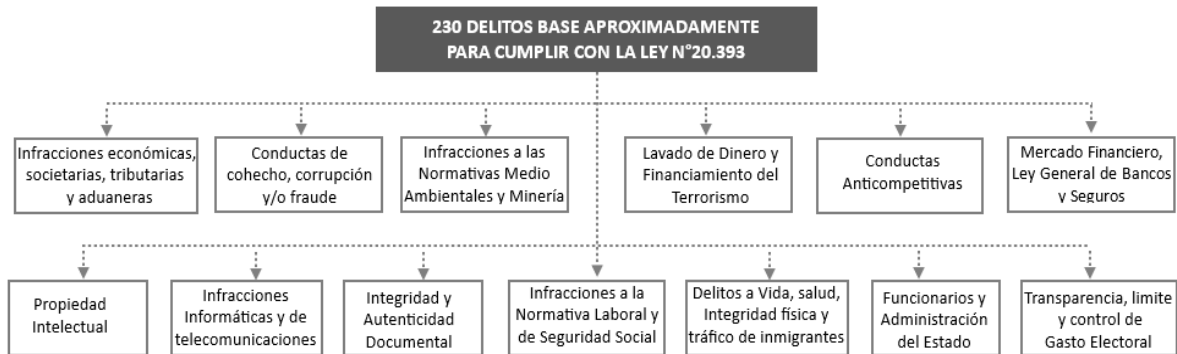 230 DELITOS BASE APROXIMADAMENTE
PARA CUMPLIR CON LA LEY N°20.393
Infracciones económicas,
societarias, tributarias
y aduaneras
Conductas de
cohecho, corrupción
y/o fraude
Infracciones a las
Normativas Medio
Ambientales y Minería
Lavado de Dinero y
Financiamiento del
Terrorismo
Conductas
Anticompetitivas
Mercado Financiero,
Ley General de Bancos
y Seguros
Propiedad
Intelectual
Infracciones
Informáticas y de
telecomunicaciones
Integridad y
Autenticidad
Documental
Infracciones a la
Normativa Laboral y
de Seguridad Social
Delitos a Vida, salud,
Integridad física y
tráfico de inmigrantes
Funcionarios y
Administración
del Estado
Transparencia, limite
y control de
Gasto Electoral